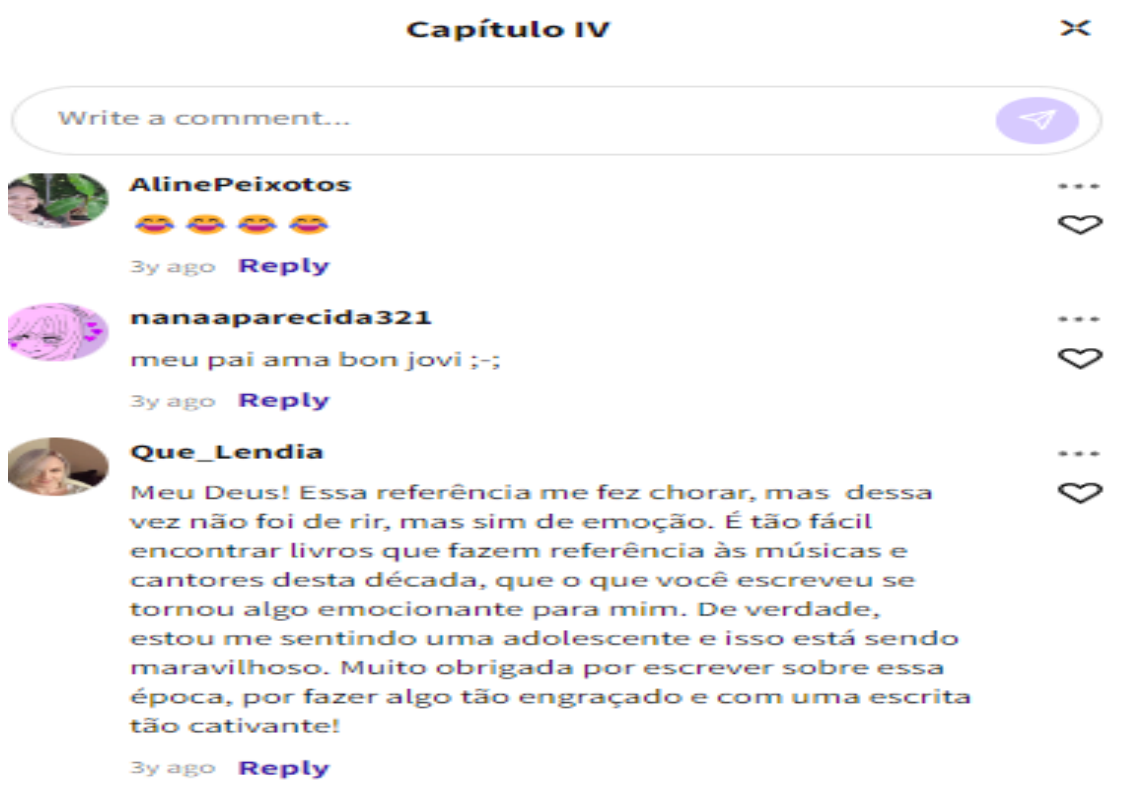 Capítulo IV
Write a comment...
AlinePeixotos
😂 😂 😂 😂
3y ago Reply
nanaaparecida321
meu pai ama bon jovi ;-;
3y ago Reply
Que_Lendia
Meu Deus! Essa referência me fez chorar, mas dessa
vez não foi de rir, mas sim de emoção. É tão fácil
encontrar livros que fazem referência às músicas e
cantores desta década, que o que você escreveu se
tornou algo emocionante para mim. De verdade,
estou me sentindo uma adolescente e isso está sendo
maravilhoso. Muito obrigada por escrever sobre essa
época, por fazer algo tão engraçado e com uma escrita
tão cativante!
3y ago Reply